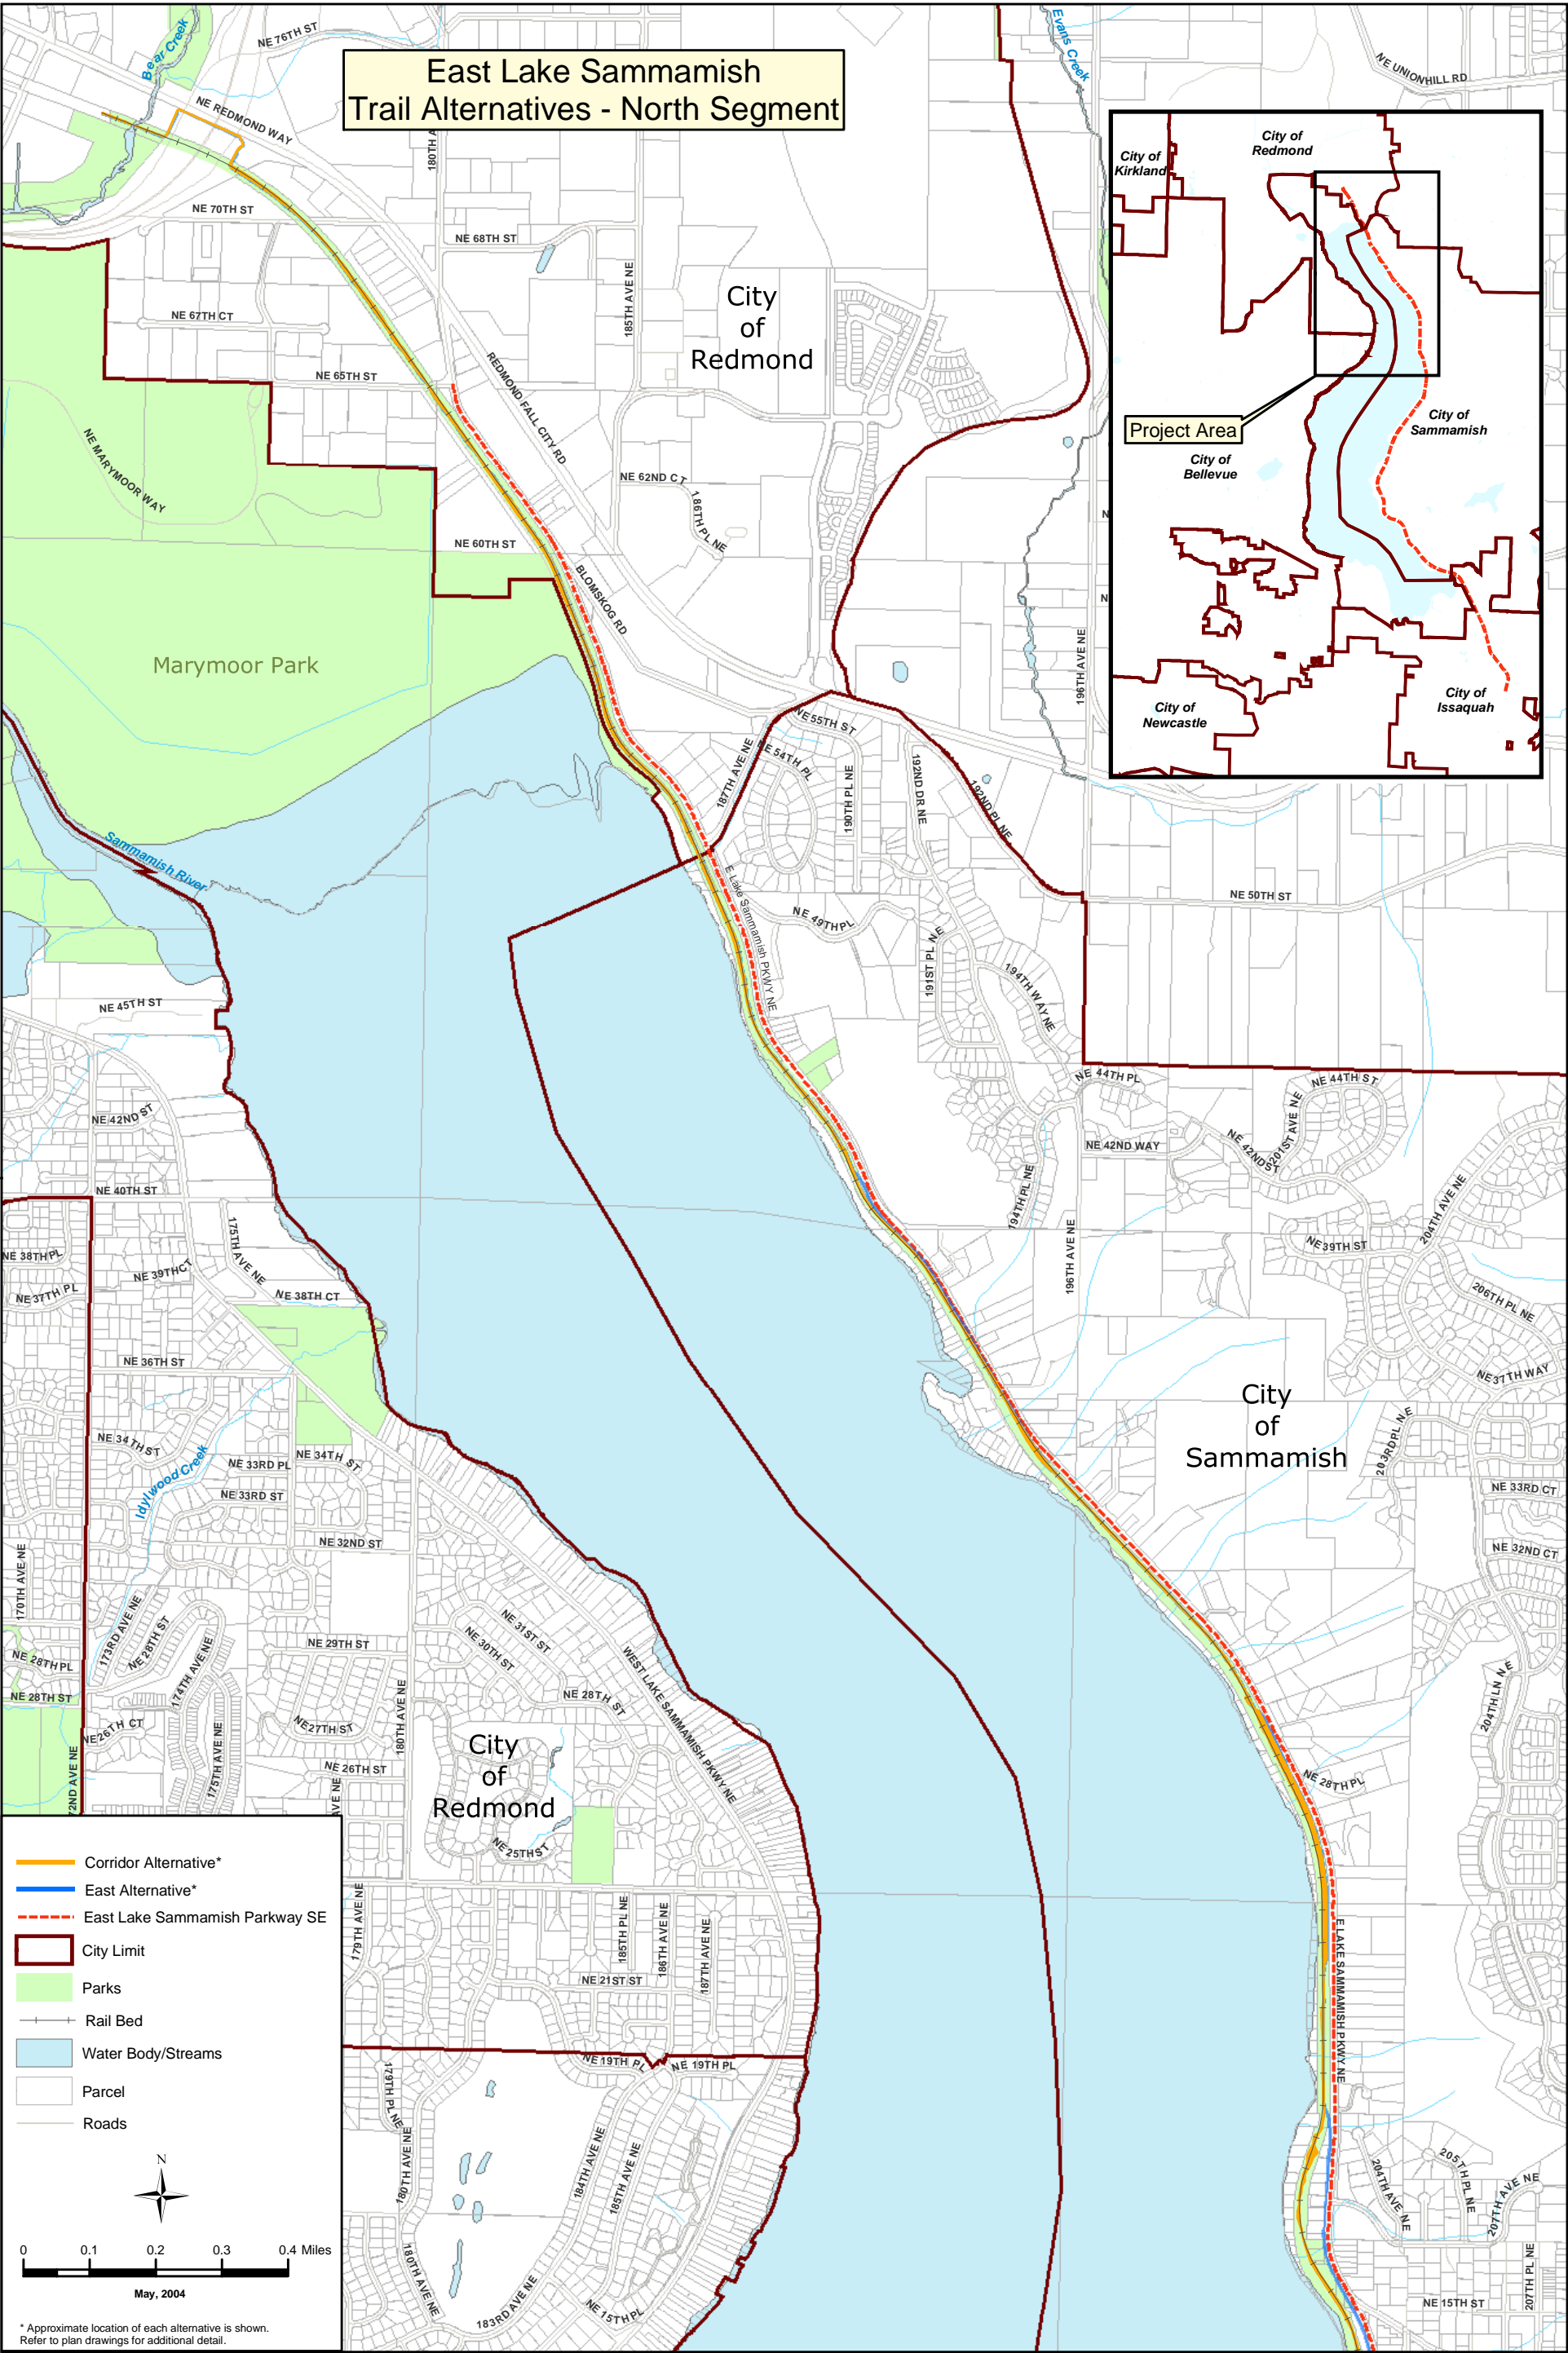 East Lake Sammamish
Trail Alternatives - North Segment
Bear Creek
NE 76TH ST
Evans Creek
NE UNIONHILL RD
NE REDMOND WAY
180TH A
NE 70TH ST
NE 68TH ST
185TH AVE NE
NE 67TH CT
NE 65TH ST
REDMOND FALL CITY RD
City
of
Redmond
NE MARYMOOR WAY
NE 62ND CT
186TH PL NE
NE 60TH ST
BLOMSKOG RD
Marymoor Park
196TH AVE NE
N
N
City of
Kirkland
City of
Redmond
Project Area
City of
Sammamish
City of
Bellevue
City of
Newcastle
City of
Issaquah
NE 55TH ST
187TH AVE NE
NE 54TH PL
190TH PL NE
192ND DR NE
192ND PL NE
Sammamish River
E Lake Sammamish PKWY NE
NE 49TH PL
NE 50TH ST
191ST PL NE
194TH WAY NE
NE 45TH ST
NE 44TH PL
NE 44TH ST
NE 42ND ST
NE 42ND WAY
NE 42ND ST
201ST AVE NE
NE 40TH ST
194TH PL NE
204TH AVE NE
175TH AVE NE
196TH AVE NE
NE 39TH ST
NE 38TH PL
NE 39TH CT
NE 37TH PL
NE 38TH CT
206TH PL NE
NE 36TH ST
NE 37TH WAY
City
of
Sammamish
NE 34TH ST
NE 34TH ST
NE 33RD PL
203RD PL NE
Idylwood Creek
NE 33RD ST
NE 33RD CT
NE 32ND ST
NE 32ND CT
170TH AVE NE
173RD AVE NE
NE 28TH ST
174TH AVE NE
NE 31ST ST
NE 30TH ST
NE 29TH ST
NE 28TH PL
WEST LAKE SAMMAMISH PKWY NE
NE 28TH ST
NE 28TH ST
204TH LN NE
180TH AVE NE
NE 26TH CT
NE 27TH ST
175TH AVE NE
72ND AVE NE
NE 26TH ST
AVE NE
NE 28TH PL
City
of
Redmond
NE 25TH ST
179TH AVE NE
185TH PL NE
186TH AVE NE
187TH AVE NE
NE 21ST ST
E LAKE SAMMAMISH PKWY NE
NE 19TH PL
NE 19TH PL
179TH PL NE
180TH AVE NE
184TH AVE NE
185TH AVE NE
204TH AVE NE
205TH PL NE
207TH AVE NE
180TH AVE NE
183RD AVE NE
NE 15TH PL
NE 15TH ST
207TH PL NE
Corridor Alternative*
East Alternative*
East Lake Sammamish Parkway SE
City Limit
Parks
Rail Bed
Water Body/Streams
Parcel
Roads
N
0 0.1 0.2 0.3 0.4 Miles
May, 2004
* Approximate location of each alternative is shown.
Refer to plan drawings for additional detail.